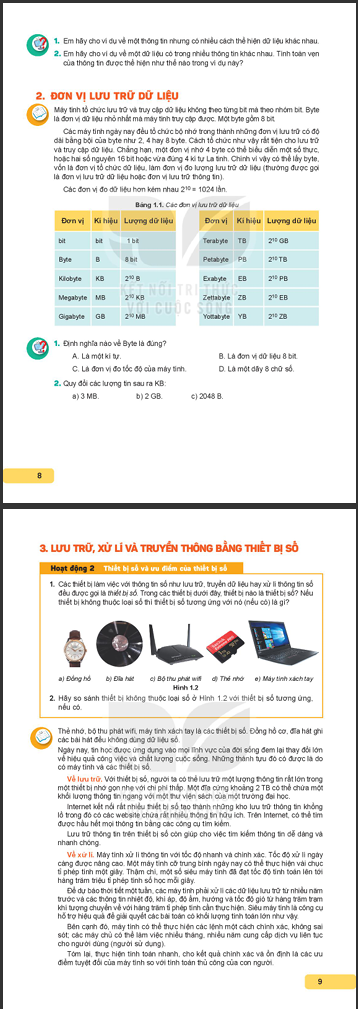 1. Em hãy cho ví dụ về một thông tin nhưng có nhiều cách thể hiện dữ liệu khác nhau.
2. Em hãy cho ví dụ về một dữ liệu có trong nhiều thông tin khác nhau. Tính toàn vẹn
của thông tin được thể hiện như thế nào trong ví dụ này?
2. ĐƠN VỊ LƯU TRỮ DỮ LIỆU
Máy tính tổ chức lưu trữ và truy cập dữ liệu không theo từng bit mà theo nhóm bit. Byte
là đơn vị dữ liệu nhỏ nhất mà máy tính truy cập được. Một byte gồm 8 bit.
Các máy tính ngày nay đều tổ chức bộ nhớ trong thành những đơn vị lưu trữ có độ
dài bằng bội của byte như 2, 4 hay 8 byte. Cách tổ chức như vậy rất tiện cho lưu trữ
và truy cập dữ liệu. Chẳng hạn, một đơn vị nhớ 4 byte có thể biểu diễn một số thực,
hoặc hai số nguyên 16 bit hoặc vừa đúng 4 kí tự La tinh. Chính vì vậy có thể lấy byte,
vốn là đơn vị tổ chức dữ liệu, làm đơn vị đo lượng lưu trữ dữ liệu (thường được gọi
là đơn vị lưu trữ dữ liệu hoặc đơn vị lưu trữ thông tin).
Các đơn vị đo dữ liệu hơn kém nhau 2¹⁰ = 1024 lần.
Bảng 1.1. Các đơn vị lưu trữ dữ liệu
Đơn vị Kí hiệu Lượng dữ liệu Đơn vị Kí hiệu Lượng dữ liệu
bit bit 1 bit Terabyte TB 2¹⁰ GB
Byte B 8 bit Petabyte PB 2¹⁰ TB
Kilobyte KB 2¹⁰ B Exabyte EB 2¹⁰ PB
Megabyte MB 2¹⁰ KB Zettabyte ZB 2¹⁰ EB
Gigabyte GB 2¹⁰ MB Yottabyte YB 2¹⁰ ZB
KẾT NỐI TRI THỨC
VỚI CUỘC SỐNG
1. Định nghĩa nào về Byte là đúng?
A. Là một kí tự. B. Là đơn vị dữ liệu 8 bit.
C. Là đơn vị đo tốc độ của máy tính. D. Là một dãy 8 chữ số.
2. Quy đổi các lượng tin sau ra KB:
a) 3 MB. b) 2 GB. c) 2048 B.
8
3. LƯU TRỮ, XỬ LÍ VÀ TRUYỀN THÔNG BẰNG THIẾT BỊ SỐ
Hoạt động 2 Thiết bị số và ưu điểm của thiết bị số
1. Các thiết bị làm việc với thông tin số như lưu trữ, truyền dữ liệu hay xử lí thông tin số
đều được gọi là thiết bị số. Trong các thiết bị dưới đây, thiết bị nào là thiết bị số? Nếu
thiết bị không thuộc loại số thì thiết bị số tương ứng với nó (nếu có) là gì?
a) Đồng hồ b) Đĩa hát c) Bộ thu phát wifi d) Thẻ nhớ e) Máy tính xách tay
Hình 1.2
2. Hãy so sánh thiết bị không thuộc loại số ở Hình 1.2 với thiết bị số tương ứng,
nếu có.
Thẻ nhớ, bộ thu phát wifi, máy tính xách tay là các thiết bị số. Đồng hồ cơ, đĩa hát ghi
các bài hát đều không dùng dữ liệu số.
Ngày nay, tin học được ứng dụng vào mọi lĩnh vực của đời sống đem lại thay đổi lớn
về hiệu quả công việc và chất lượng cuộc sống. Những thành tựu đó có được là do
có máy tính và các thiết bị số.
Về lưu trữ. Với thiết bị số, người ta có thể lưu trữ một lượng thông tin rất lớn trong
một thiết bị nhớ gọn nhẹ với chi phí thấp. Một đĩa cứng khoảng 2 TB có thể chứa một
khối lượng thông tin ngang với một thư viện sách của một trường đại học.
Internet kết nối rất nhiều thiết bị số tạo thành những kho lưu trữ thông tin khổng
lồ trong đó có các website chứa rất nhiều thông tin hữu ích. Trên Internet, có thể tìm
được hầu hết mọi thông tin bằng các công cụ tìm kiếm.
Lưu trữ thông tin trên thiết bị số còn giúp cho việc tìm kiếm thông tin dễ dàng và
nhanh chóng.
Về xử lí. Máy tính xử lí thông tin với tốc độ nhanh và chính xác. Tốc độ xử lí ngày
càng được nâng cao. Một máy tính cỡ trung bình ngày nay có thể thực hiện vài chục
tỉ phép tính một giây. Thậm chí, một số siêu máy tính đã đạt tốc độ tính toán lên tới
hàng trăm triệu tỉ phép tính số học mỗi giây.
Để dự báo thời tiết một tuần, các máy tính phải xử lí các dữ liệu lưu trữ từ nhiều năm
trước và các thông tin nhiệt độ, khí áp, độ ẩm, hướng và tốc độ gió từ hàng trăm trạm
khí tượng chuyển về với hàng trăm tỉ phép tính cần thực hiện. Siêu máy tính là công cụ
hỗ trợ hiệu quả để giải quyết các bài toán có khối lượng tính toán lớn như vậy.
Bên cạnh đó, máy tính có thể thực hiện các lệnh một cách chính xác, không sai
sót; các máy chủ có thể làm việc nhiều tháng, nhiều năm cung cấp dịch vụ liên tục
cho người dùng (người sử dụng).
Tóm lại, thực hiện tính toán nhanh, cho kết quả chính xác và ổn định là các ưu
điểm tuyệt đối của máy tính so với tính toán thủ công của con người.
9